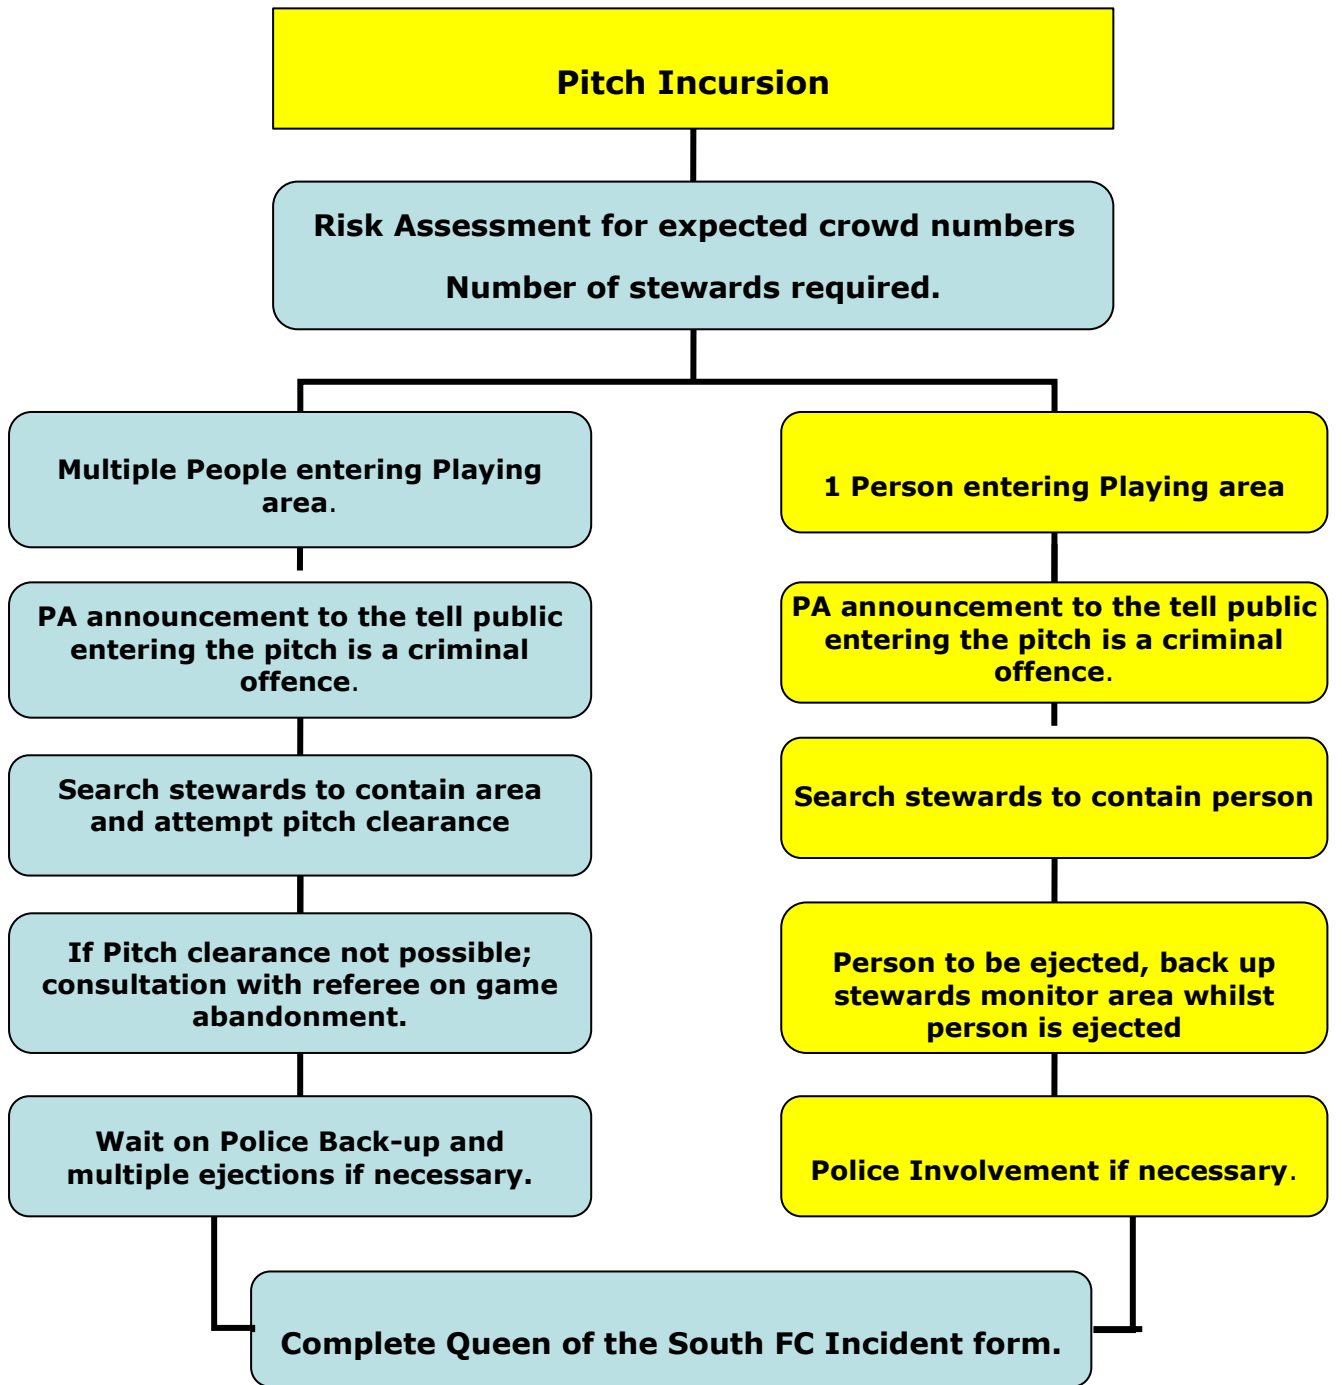 Pitch Incursion
Risk Assessment for expected crowd numbers
Number of stewards required.
Multiple People entering Playing
area.
PA announcement to the tell public
entering the pitch is a criminal
offence.
Search stewards to contain area
and attempt pitch clearance
If Pitch clearance not possible;
consultation with referee on game
abandonment.
Wait on Police Back-up and
multiple ejections if necessary.
1 Person entering Playing area
PA announcement to the tell public
entering the pitch is a criminal
offence.
Search stewards to contain person
Person to be ejected, back up
stewards monitor area whilst
person is ejected
Police Involvement if necessary.
Complete Queen of the South FC Incident form.